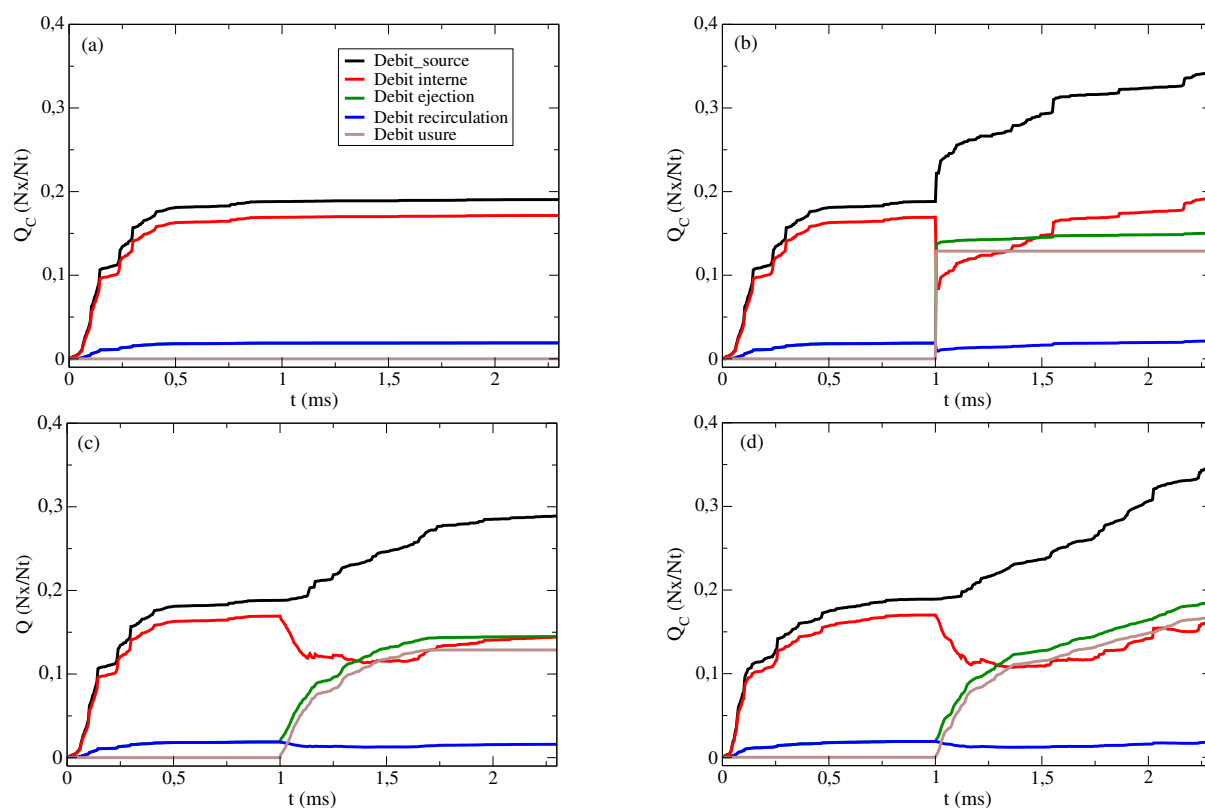 (a)
Debit_source
Debit interne
Debit ejection
Debit recirculation
Debit usure
0,4
0,3
0,2
0,1
0
Q_C (Nx/Nt)
0
0,5
1
1,5
2
t (ms)
(b)
0,4
0,3
0,2
0,1
0
Q_C (Nx/Nt)
0
0,5
1
1,5
2
t (ms)
(c)
0,4
0,3
0,2
0,1
0
Q (Nx/Nt)
0
0,5
1
1,5
2
t (ms)
(d)
0,4
0,3
0,2
0,1
0
Q_C (Nx/Nt)
0
0,5
1
1,5
2
t (ms)